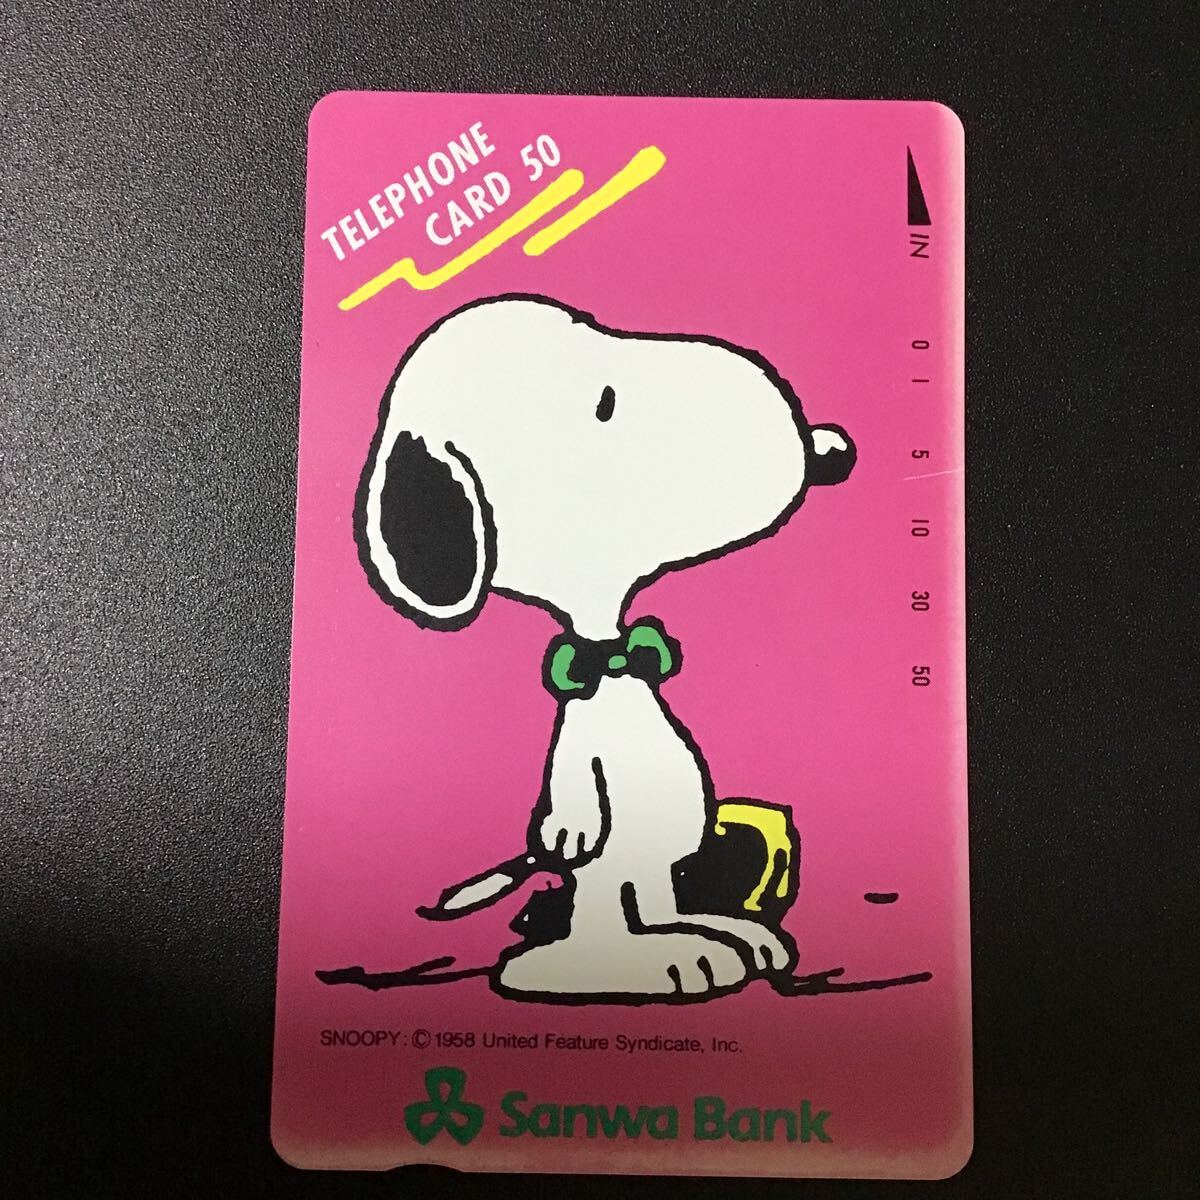 TELEPHONE
CARD 50
IN
0
1
5
10
30
50
SNOOPY: © 1958 United Feature Syndicate, Inc.
Sanwa Bank